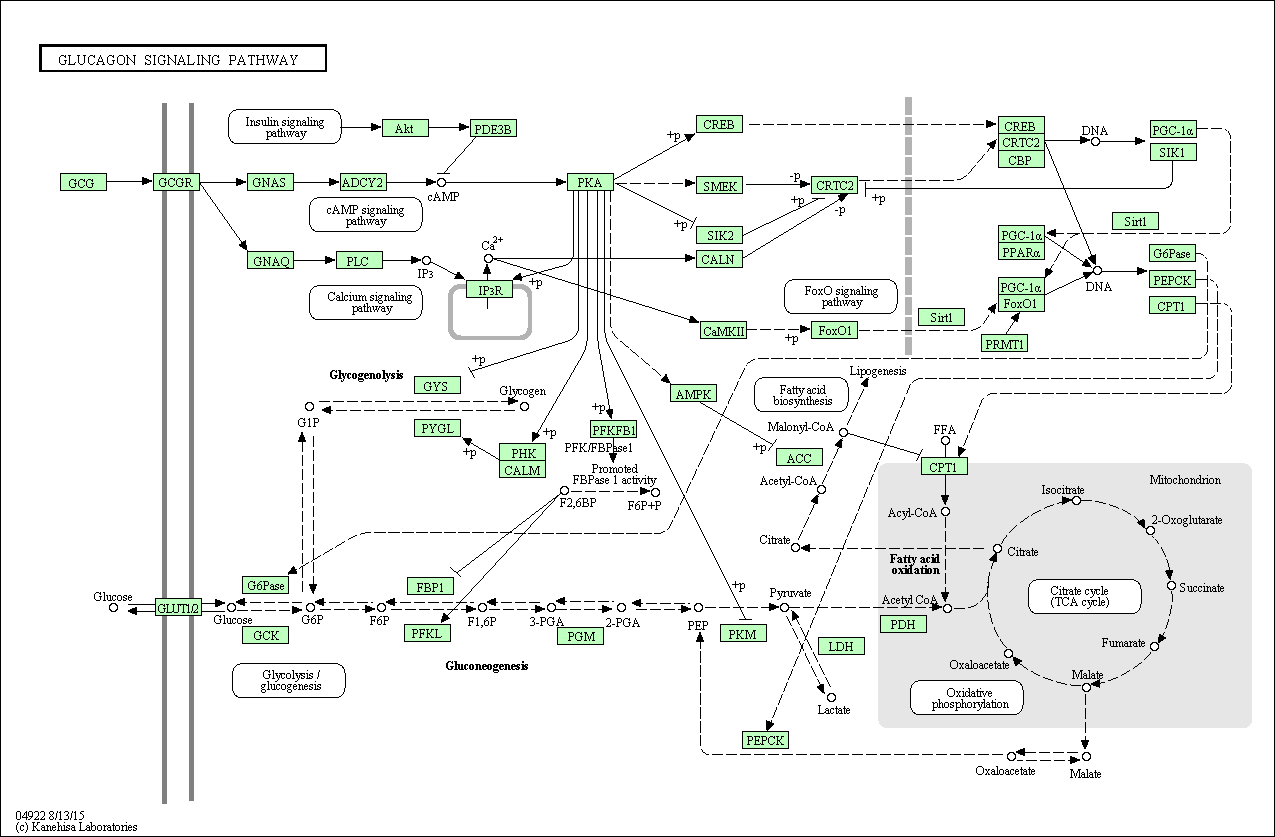 GLUCAGON SIGNALING PATHWAY
Insulin signaling
pathway
Akt
PDE3B
CREB
+p
CREB
CRTC2
CBP
DNA
PGC-1α
SIK1
GCG
GCGR
GNAS
ADCY2
cAMP
PKA
SMEK
-p
CRTC2
+p
cAMP signaling
pathway
+p
SIK2
+p
-p
Sirt1
GNAQ
PLC
IP3
Ca2+
CALN
PGC-1α
PPARα
G6Pase
DNA
PEPCK
IP3R
+p
Calcium signaling
pathway
FoxO signaling
pathway
PGC-1α
FoxO1
CPT1
CaMKII
+p
FoxO1
Sirt1
PRMT1
Glycogenolysis
+p
GYS
Glycogen
AMPK
Fatty acid
biosynthesis
Lipogenesis
G1P
PYGL
+p
+p
PHK
CALM
+p
PFKFB1
PFK/FBPase1
Promoted
FBPase 1 activity
F2,6BP
F6P+P
Malonyl-CoA
+p
ACC
FFA
CPT1
Mitochondrion
Acetyl-CoA
Acyl-CoA
Isocitrate
2-Oxoglutarate
Citrate
Fatty acid
oxidation
Citrate
Glucose
GLUT1/2
Glucose
G6Pase
GCK
G6P
F6P
FBP1
PFKL
F1,6P
3-PGA
PGM
2-PGA
PEP
+p
PKM
Pyruvate
LDH
Lactate
Acetyl CoA
PDH
Citrate cycle
(TCA cycle)
Succinate
Fumarate
Malate
Oxaloacetate
Oxidative
phosphorylation
Gluconeogenesis
Glycolysis /
glucogenesis
PEPCK
Oxaloacetate
Malate
04922 8/13/15
(c) Kanehisa Laboratories